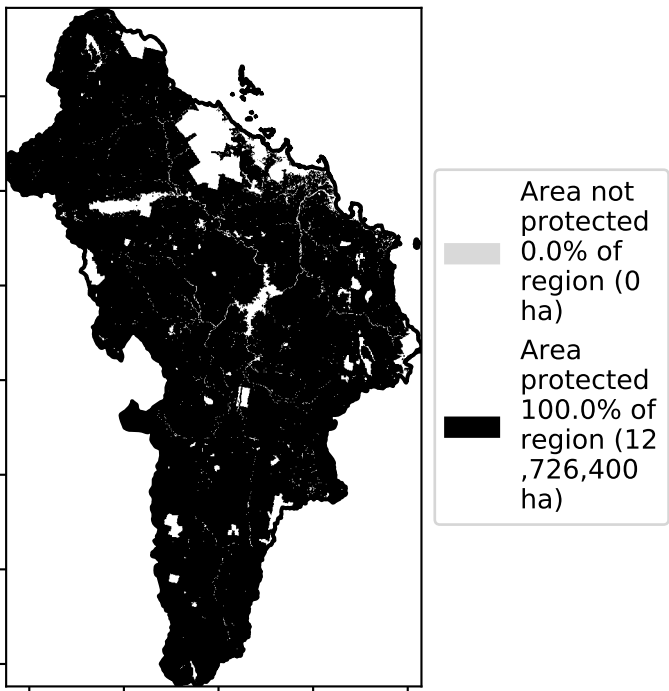 Area not
protected
0.0% of
region (0
ha)
Area
protected
100.0% of
region (12
,726,400
ha)